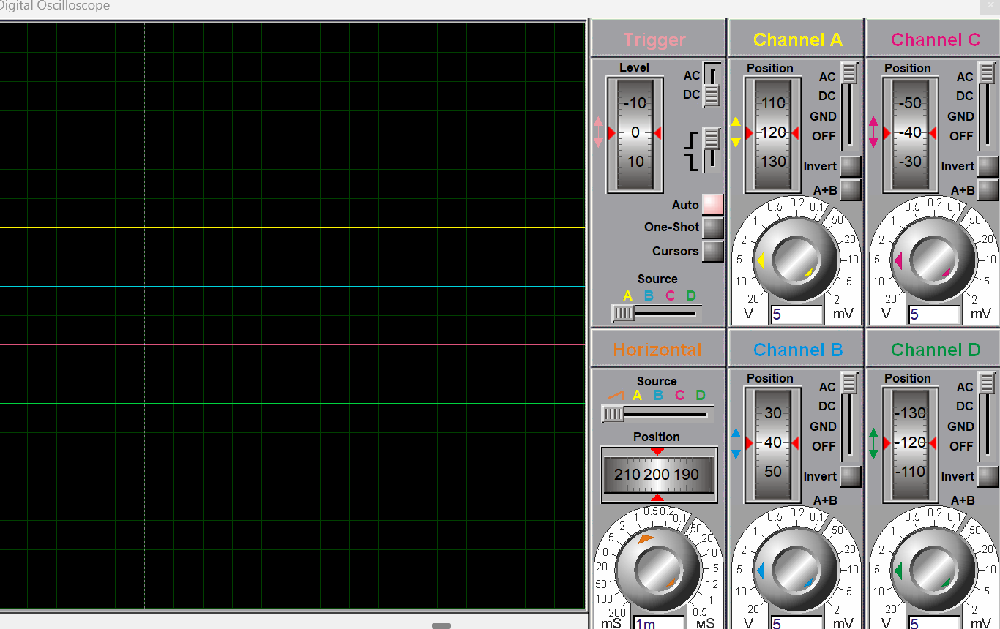 Digital Oscilloscope
Trigger
Level
-10
0
10
AC
DC
Auto
One-Shot
Cursors
Source
A B C D
Channel A
Position
110
120
130
AC
DC
GND
OFF
Invert
A+B
20
10
5
2
1
0.5
0.2
0.1
50
20
10
5
2
V
5
mV
Channel C
Position
-50
-40
-30
AC
DC
GND
OFF
Invert
A+B
20
10
5
2
1
0.5
0.2
0.1
50
20
10
5
2
V
5
mV
Horizontal
Source
A B C D
Position
210 200 190
200
100
50
20
10
5
2
1
0.5
0.2
0.1
50
20
10
5
2
1
0.5
mS
1m
мS
Channel B
Position
30
40
50
AC
DC
GND
OFF
Invert
A+B
20
10
5
2
1
0.5
0.2
0.1
50
20
10
5
2
V
5
mV
Channel D
Position
-130
-120
-110
AC
DC
GND
OFF
Invert
A+B
20
10
5
2
1
0.5
0.2
0.1
50
20
10
5
2
V
5
mV